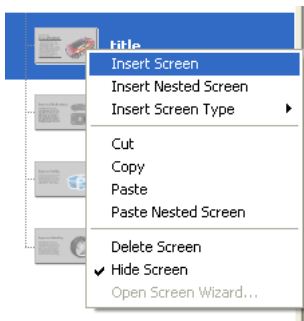 title
Insert Screen
Insert Nested Screen
Insert Screen Type
Cut
Copy
Paste
Paste Nested Screen
Delete Screen
Hide Screen
Open Screen Wizard...